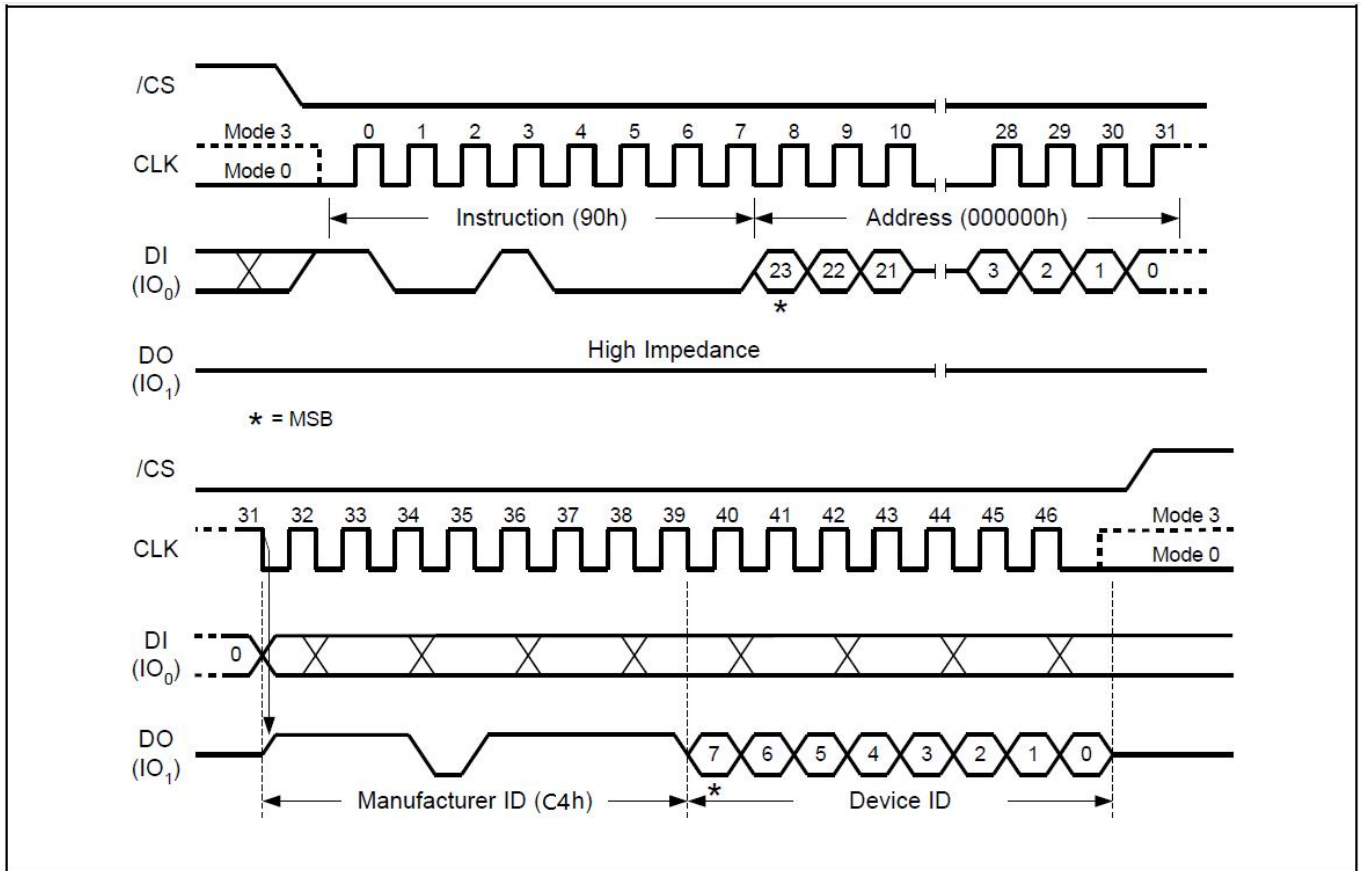 /CS
Mode 3 0 1 2 3 4 5 6 7 8 9 10 28 29 30 31
CLK
Mode 0
Instruction (90h) Address (000000h)
DI
(IO0) 23 22 21 3 2 1 0
*
High Impedance
DO
(IO1)
* = MSB
/CS
31 32 33 34 35 36 37 38 39 40 41 42 43 44 45 46 Mode 3
CLK
Mode 0
DI
(IO0) 0
DO
(IO1) 7 6 5 4 3 2 1 0
*
Manufacturer ID (C4h) Device ID